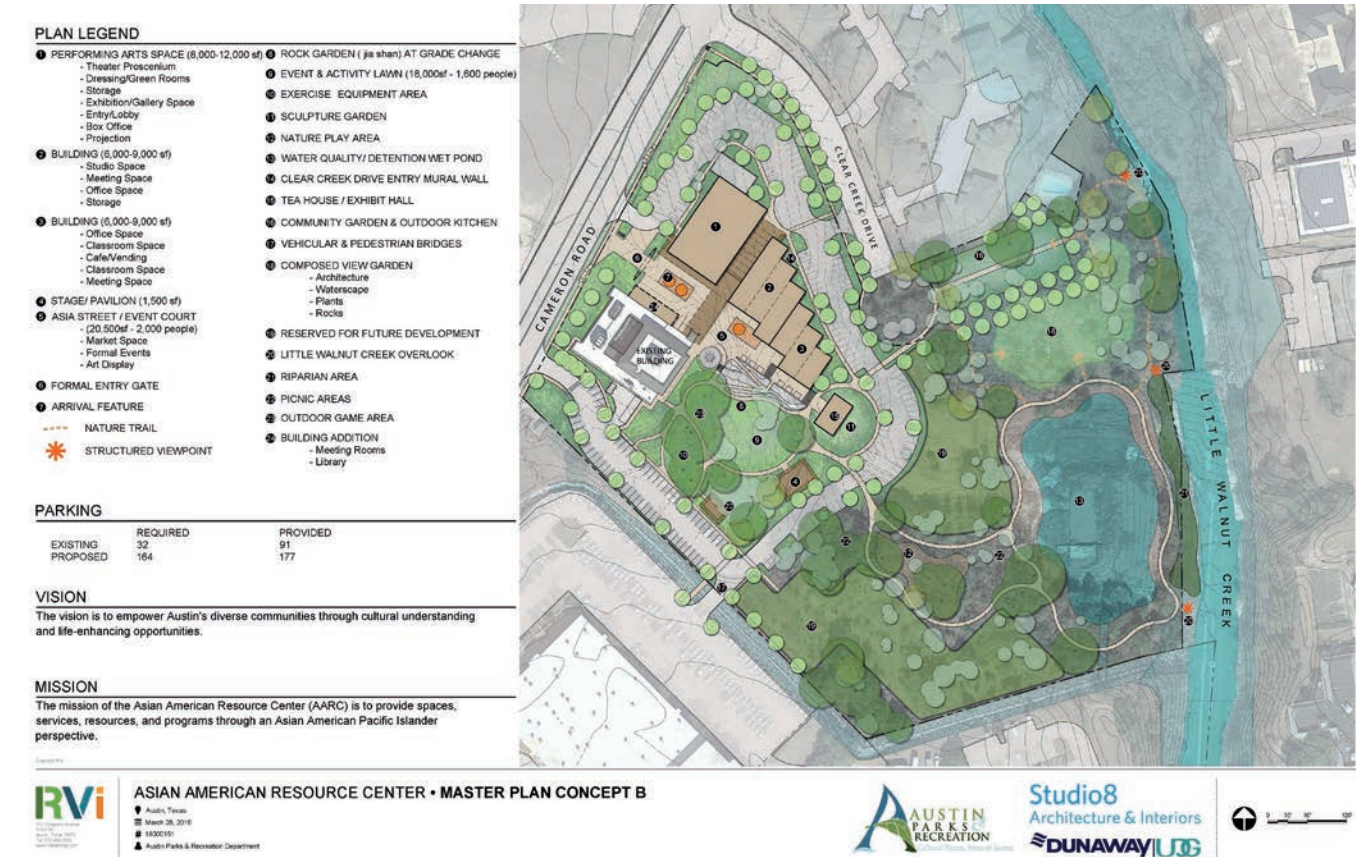 PLAN LEGEND
1 PERFORMING ARTS SPACE (8,000-12,000 sf)
- Theater Proscenium
- Dressing/Green Rooms
- Storage
- Exhibition/Gallery Space
- Entry/Lobby
- Box Office
- Projection
2 BUILDING (6,000-9,000 sf)
- Studio Space
- Meeting Space
- Office Space
- Storage
3 BUILDING (6,000-9,000 sf)
- Office Space
- Classroom Space
- Cafe/Vending
- Classroom Space
- Meeting Space
4 STAGE/ PAVILION (1,500 sf)
5 ASIA STREET / EVENT COURT
- (20,500sf - 2,000 people)
- Market Space
- Formal Events
- Art Display
6 FORMAL ENTRY GATE
7 ARRIVAL FEATURE
NATURE TRAIL
STRUCTURED VIEWPOINT
8 ROCK GARDEN ( jia shan) AT GRADE CHANGE
9 EVENT & ACTIVITY LAWN (18,000sf - 1,600 people)
10 EXERCISE EQUIPMENT AREA
11 SCULPTURE GARDEN
12 NATURE PLAY AREA
13 WATER QUALITY/ DETENTION WET POND
14 CLEAR CREEK DRIVE ENTRY MURAL WALL
15 TEA HOUSE / EXHIBIT HALL
16 COMMUNITY GARDEN & OUTDOOR KITCHEN
17 VEHICULAR & PEDESTRIAN BRIDGES
18 COMPOSED VIEW GARDEN
- Architecture
- Waterscape
- Plants
- Rocks
19 RESERVED FOR FUTURE DEVELOPMENT
20 LITTLE WALNUT CREEK OVERLOOK
21 RIPARIAN AREA
22 PICNIC AREAS
23 OUTDOOR GAME AREA
24 BUILDING ADDITION
- Meeting Rooms
- Library
PARKING
REQUIRED PROVIDED
EXISTING 32 91
PROPOSED 164 177
VISION
The vision is to empower Austin's diverse communities through cultural understanding
and life-enhancing opportunities.
MISSION
The mission of the Asian American Resource Center (AARC) is to provide spaces,
services, resources, and programs through an Asian American Pacific Islander
perspective.
CAMERON ROAD
CLEAR CREEK DRIVE
EXISTING
BUILDING
LITTLE WALNUT CREEK
RVi
ASIAN AMERICAN RESOURCE CENTER • MASTER PLAN CONCEPT B
Austin, Texas
Austin Parks & Recreation Department
AUSTIN
PARKS &
RECREATION
Studio8
Architecture & Interiors
DUNAWAY UDG